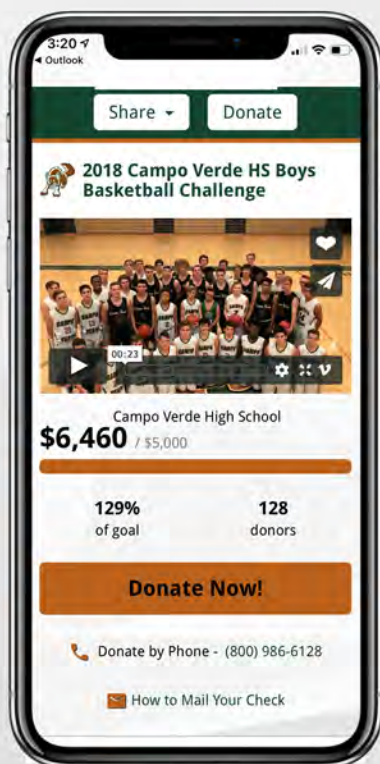 3:20
Outlook
Share
Donate
2018 Campo Verde HS Boys
Basketball Challenge
00:23
Campo Verde High School
$6,460 / $5,000
129%
128
of goal
donors
Donate Now!
Donate by Phone - (800) 986-6128
How to Mail Your Check